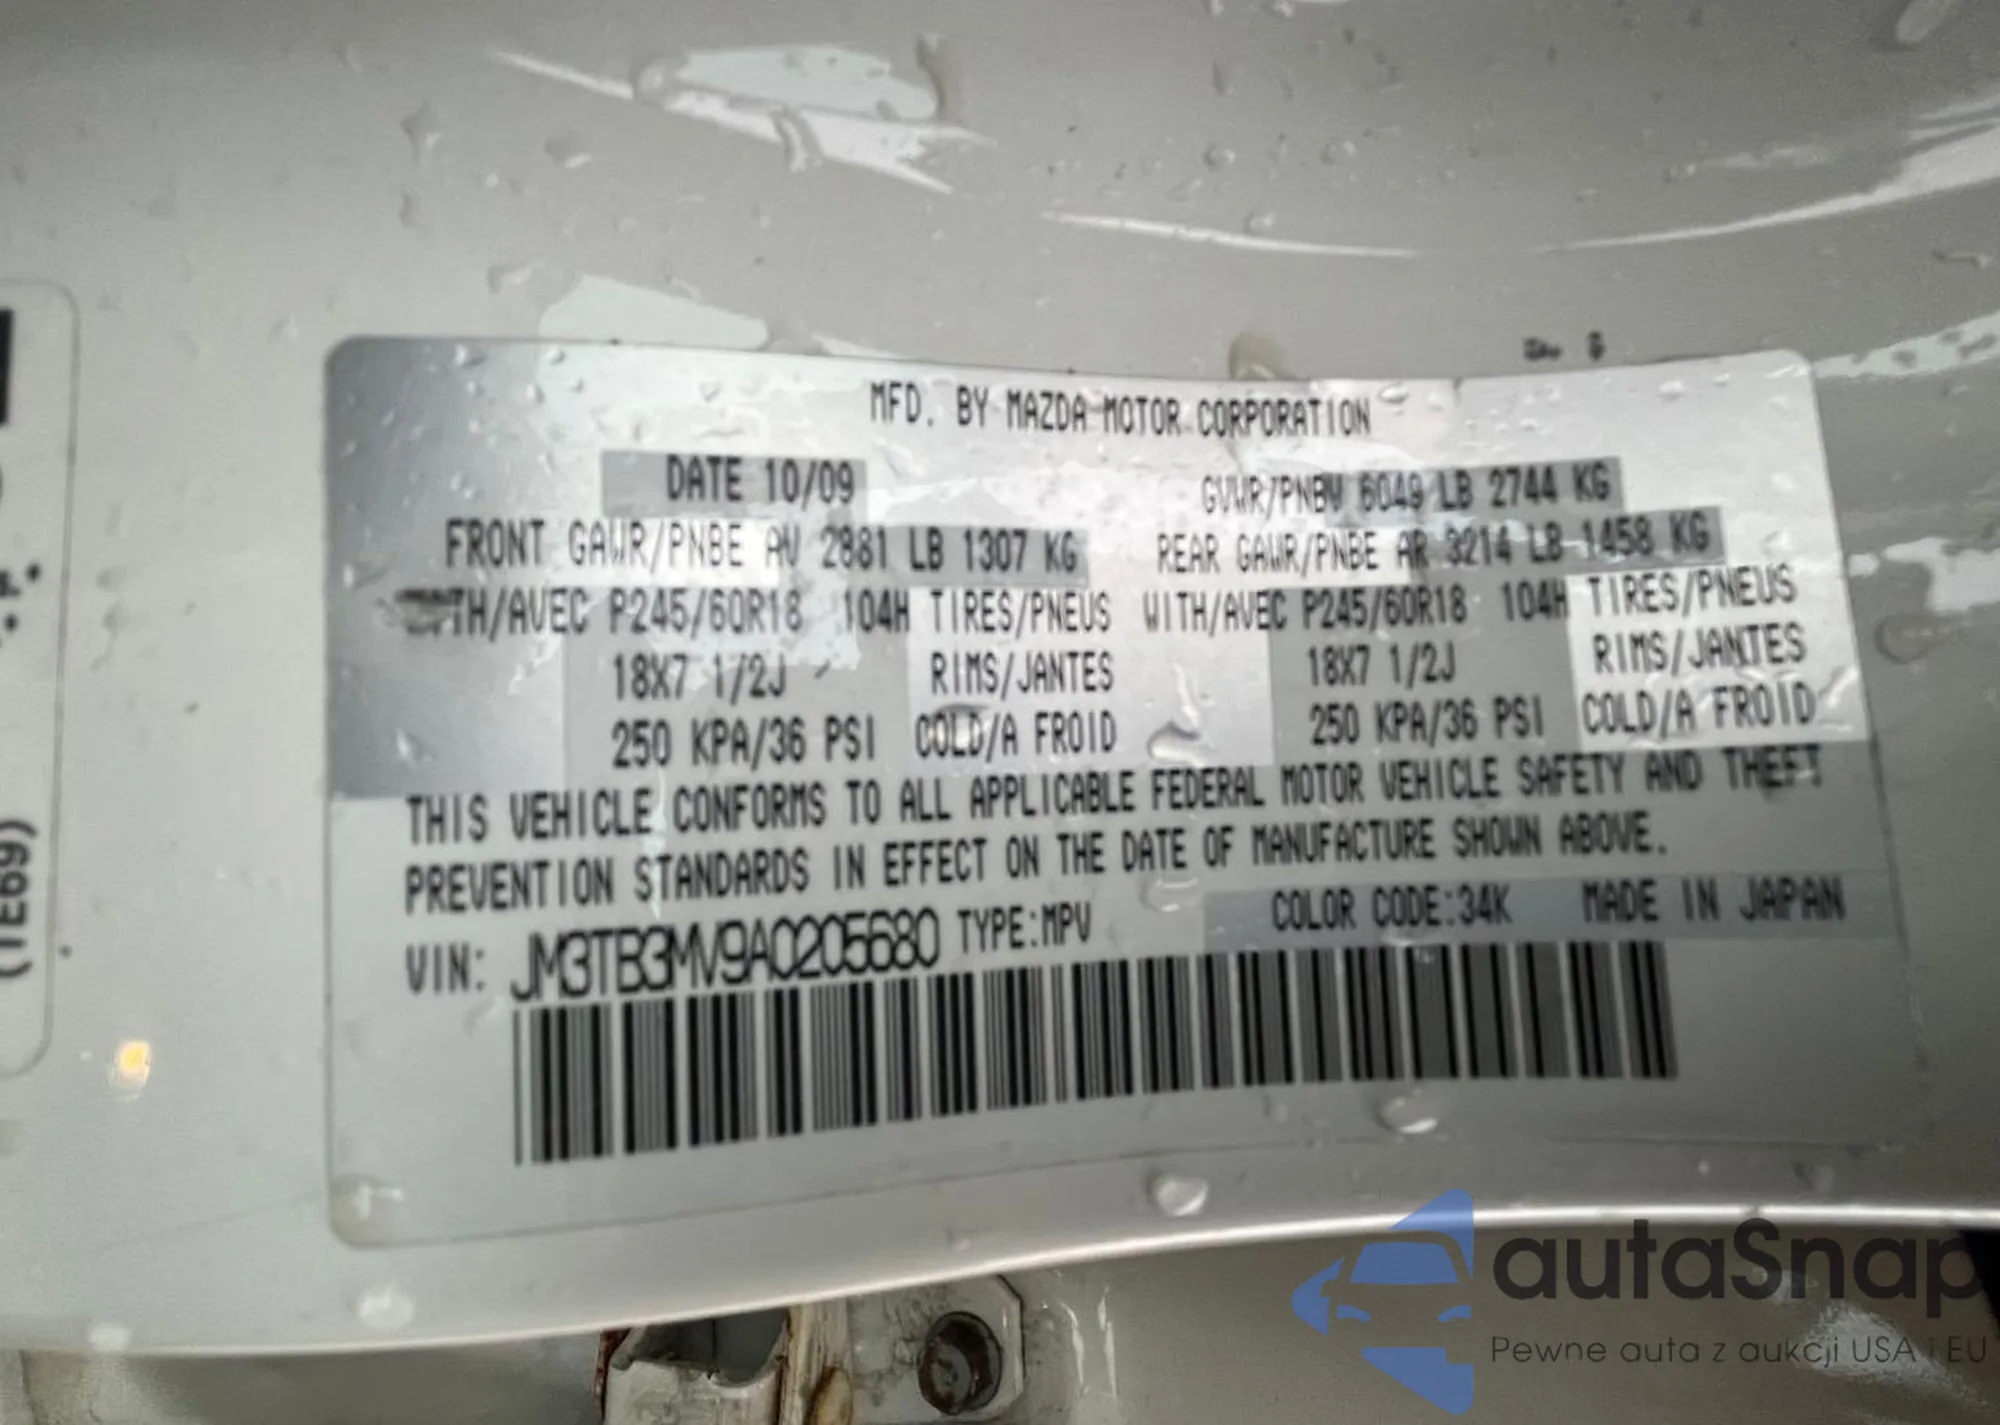 MFD. BY MAZDA MOTOR CORPORATION
DATE 10/09 GVWR/PNBV 6049 LB 2744 KG
FRONT GAWR/PNBE AV 2881 LB 1307 KG REAR GAWR/PNBE AR 3214 LB 1458 KG
WITH/AVEC P245/60R18 104H TIRES/PNEUS WITH/AVEC P245/60R18 104H TIRES/PNEUS
18X7 1/2J RIMS/JANTES 18X7 1/2J RIMS/JANTES
250 KPA/36 PSI COLD/A FROID 250 KPA/36 PSI COLD/A FROID
THIS VEHICLE CONFORMS TO ALL APPLICABLE FEDERAL MOTOR VEHICLE SAFETY AND THEFT
PREVENTION STANDARDS IN EFFECT ON THE DATE OF MANUFACTURE SHOWN ABOVE.
VIN: JM3TB3MV9A0205680 TYPE:MPV COLOR CODE:34K MADE IN JAPAN
(TE69)
autaSnap
Pewne auta z aukcji USA i EU